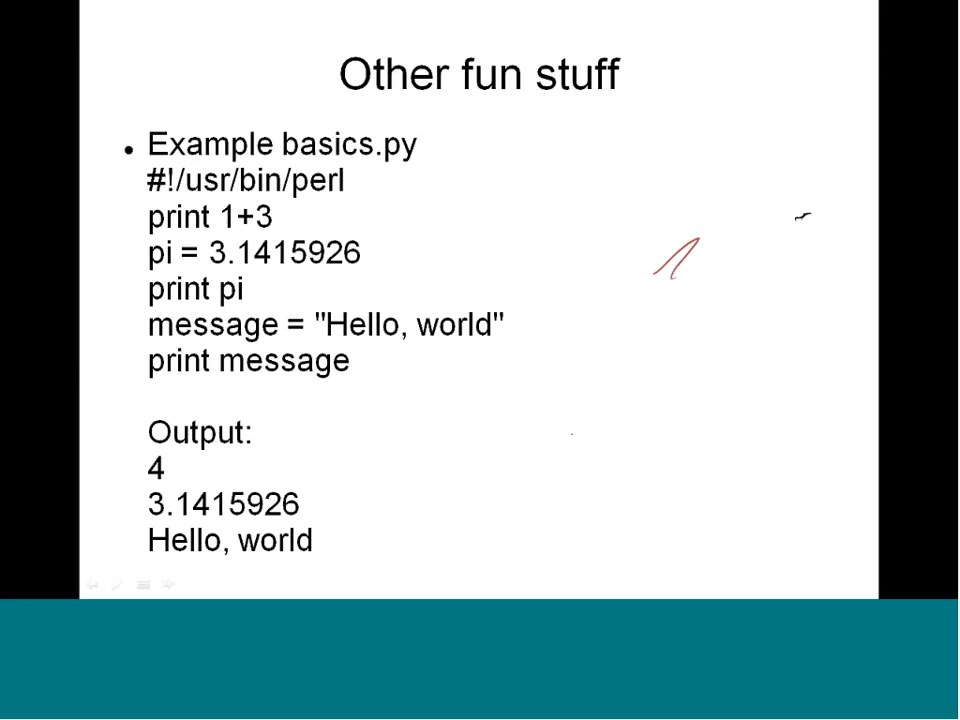 Other fun stuff
• Example basics.py
#!/usr/bin/perl
print 1+3
pi = 3.1415926
print pi
message = "Hello, world"
print message
Output:
4
3.1415926
Hello, world